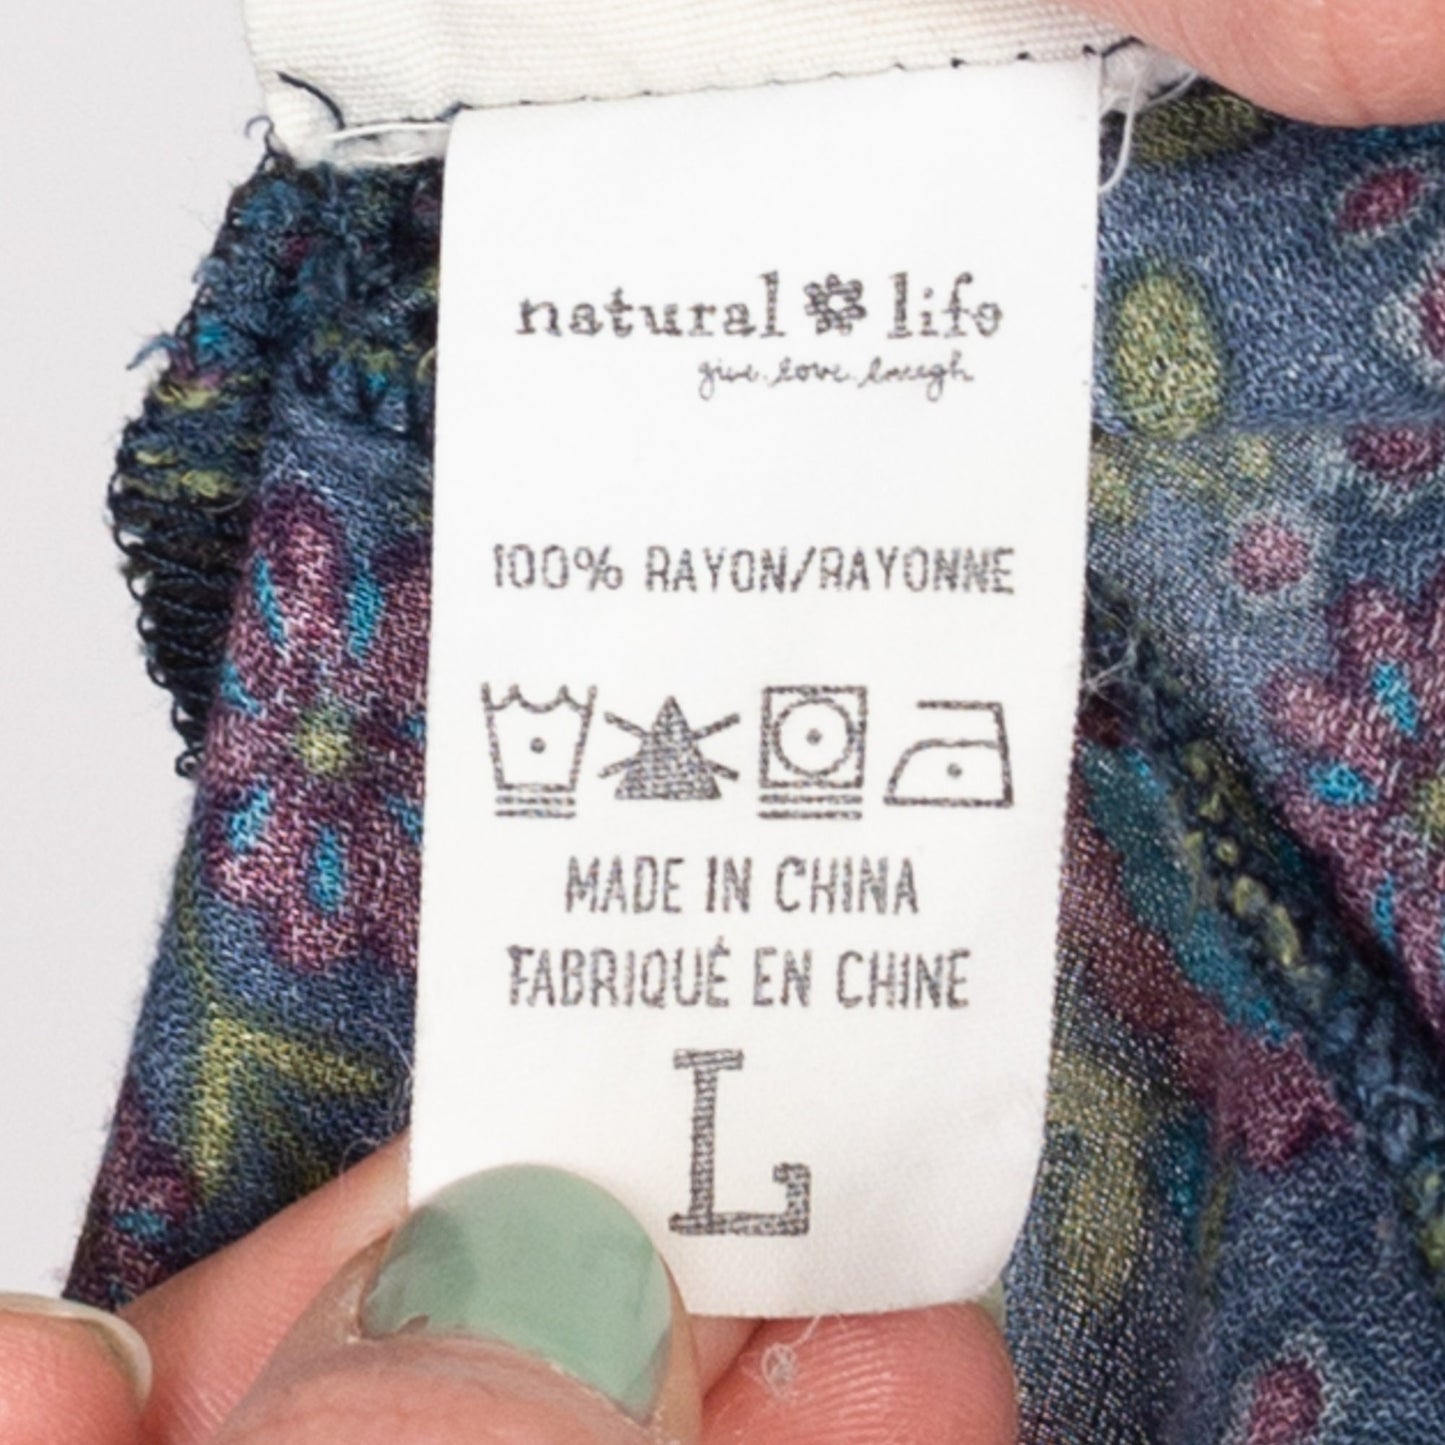 natural life
give.love.laugh
100% RAYON/RAYONNE
MADE IN CHINA
FABRIQUÉ EN CHINE
L